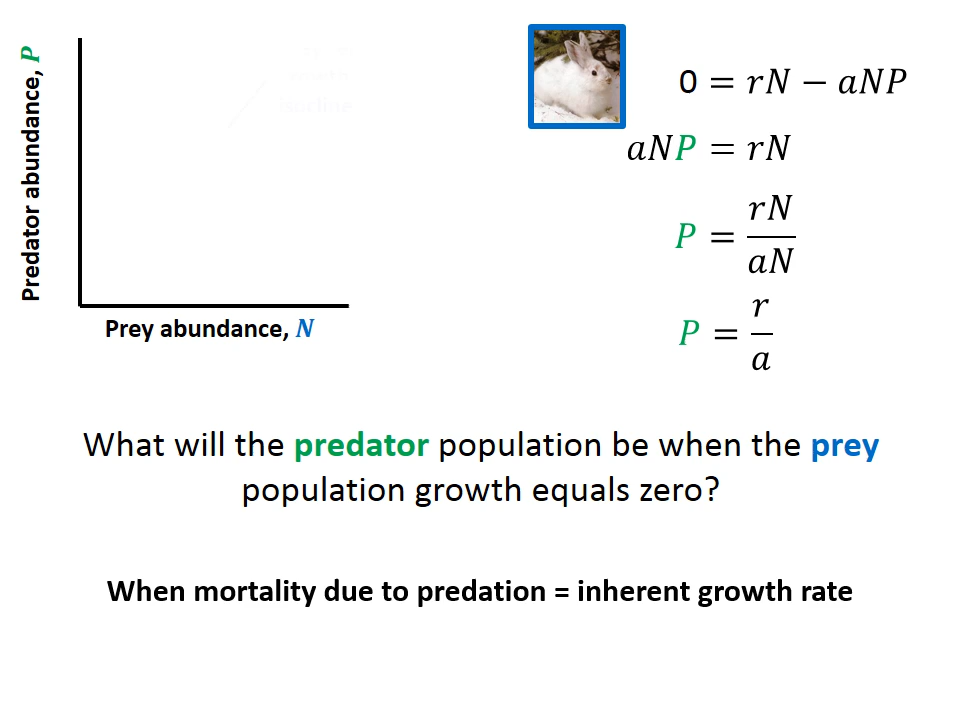 Predator abundance, P
Prey abundance, N
0 = rN − aNP
aNP = rN
P = rN/aN
P = r/a
What will the predator population be when the prey
population growth equals zero?
When mortality due to predation = inherent growth rate